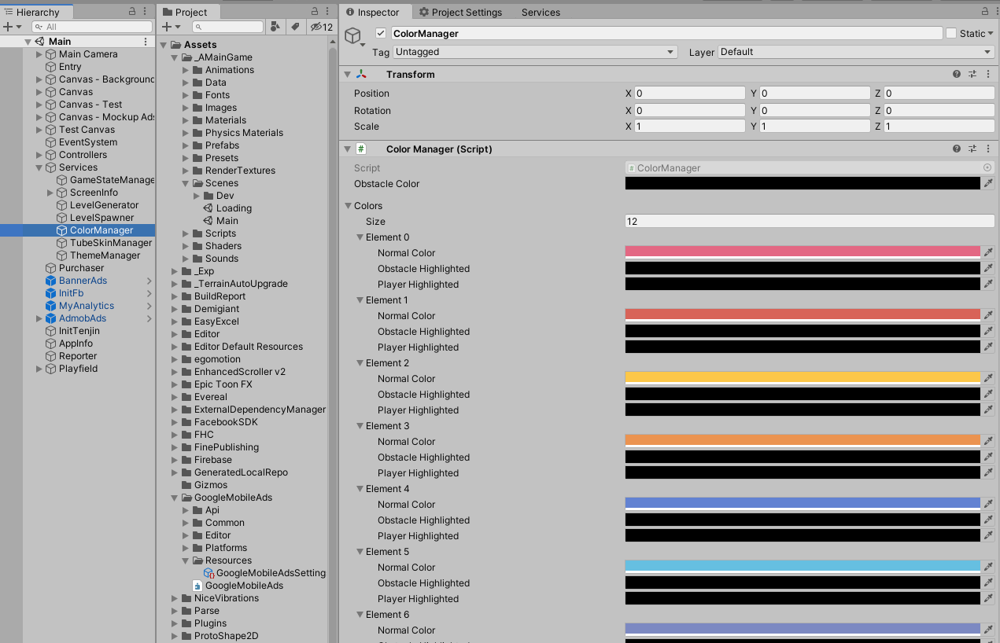 Hierarchy
All
Main
Main Camera
Entry
Canvas - Background
Canvas
Canvas - Test
Canvas - Mockup Ads
Test Canvas
EventSystem
Controllers
Services
GameStateManage
ScreenInfo
LevelGenerator
LevelSpawner
ColorManager
TubeSkinManager
ThemeManager
Purchaser
BannerAds
InitFb
MyAnalytics
AdmobAds
InitTenjin
AppInfo
Reporter
Playfield
Project
12
Assets
_AMainGame
Animations
Data
Fonts
Images
Materials
Physics Materials
Prefabs
Presets
RenderTextures
Scenes
Dev
Loading
Main
Scripts
Shaders
Sounds
_Exp
_TerrainAutoUpgrade
BuildReport
Demigiant
EasyExcel
Editor
Editor Default Resources
egomotion
EnhancedScroller v2
Epic Toon FX
Evereal
ExternalDependencyManager
FacebookSDK
FHC
FinePublishing
Firebase
GeneratedLocalRepo
Gizmos
GoogleMobileAds
Api
Common
Editor
Platforms
Resources
GoogleMobileAdsSetting
GoogleMobileAds
NiceVibrations
Parse
Plugins
ProtoShape2D
Inspector Project Settings Services
ColorManager Static
Tag Untagged Layer Default
Transform
Position X 0 Y 0 Z 0
Rotation X 0 Y 0 Z 0
Scale X 1 Y 1 Z 1
# Color Manager (Script)
Script # ColorManager
Obstacle Color
Colors
Size 12
Element 0
Normal Color
Obstacle Highlighted
Player Highlighted
Element 1
Normal Color
Obstacle Highlighted
Player Highlighted
Element 2
Normal Color
Obstacle Highlighted
Player Highlighted
Element 3
Normal Color
Obstacle Highlighted
Player Highlighted
Element 4
Normal Color
Obstacle Highlighted
Player Highlighted
Element 5
Normal Color
Obstacle Highlighted
Player Highlighted
Element 6
Normal Color